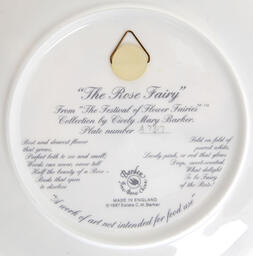 "The Rose Fairy"
From "The Festival of Flower Fairies"™
Collection by Cicely Mary Barker.
Plate number
Best and dearest flower
that grows,
Perfect both to see and smell;
Words can never, never tell
Half the beauty of a Rose -
Buds that open
to disclose
Fold on fold of
purest white,
Lovely pink, or red that glows
Deep, sweet-scented.
What delight
To be Fairy
of the Rose!
MADE IN ENGLAND
© 1987 Estate C. M. Barker
"A work of art not intended for food use"